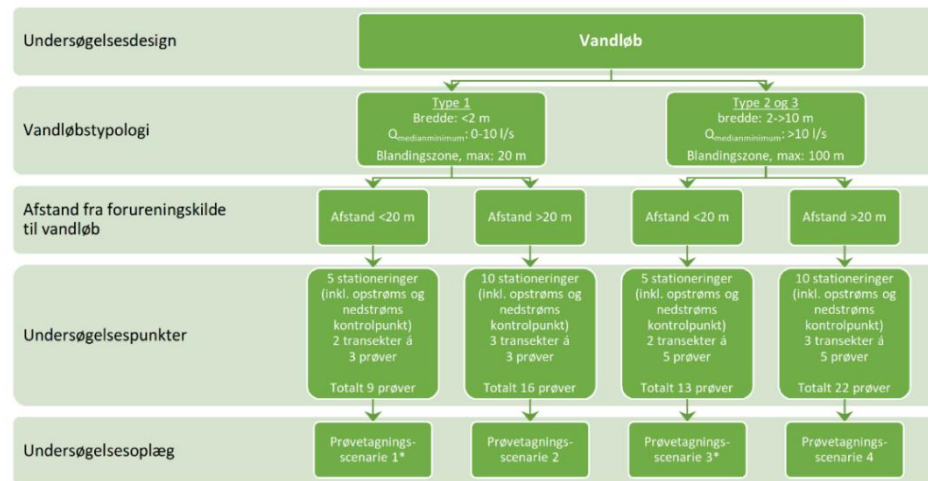 Undersøgelsesdesign
Vandløb
Vandløbstypologi
Type 1
Bredde: <2 m
Qmedianminimum: 0-10 l/s
Blandingszone, max: 20 m
Type 2 og 3
bredde: 2->10 m
Qmedianminimum: >10 l/s
Blandingszone, max: 100 m
Afstand fra forureningskilde
til vandløb
Afstand <20 m
Afstand >20 m
Afstand <20 m
Afstand >20 m
Undersøgelsespunkter
5 stationeringer
(inkl. opstrøms og
nedstrøms
kontrolpunkt)
2 transekter á
3 prøver
Totalt 9 prøver
10 stationeringer
(inkl. opstrøms og
nedstrøms
kontrolpunkt)
3 transekter á
3 prøver
Totalt 16 prøver
5 stationeringer
(inkl. opstrøms og
nedstrøms
kontrolpunkt)
2 transekter á
5 prøver
Totalt 13 prøver
10 stationeringer
(inkl. opstrøms og
nedstrøms
kontrolpunkt)
3 transekter á
5 prøver
Totalt 22 prøver
Undersøgelsesoplæg
Prøvetagnings-
scenarie 1*
Prøvetagnings-
scenarie 2
Prøvetagnings-
scenarie 3*
Prøvetagnings-
scenarie 4